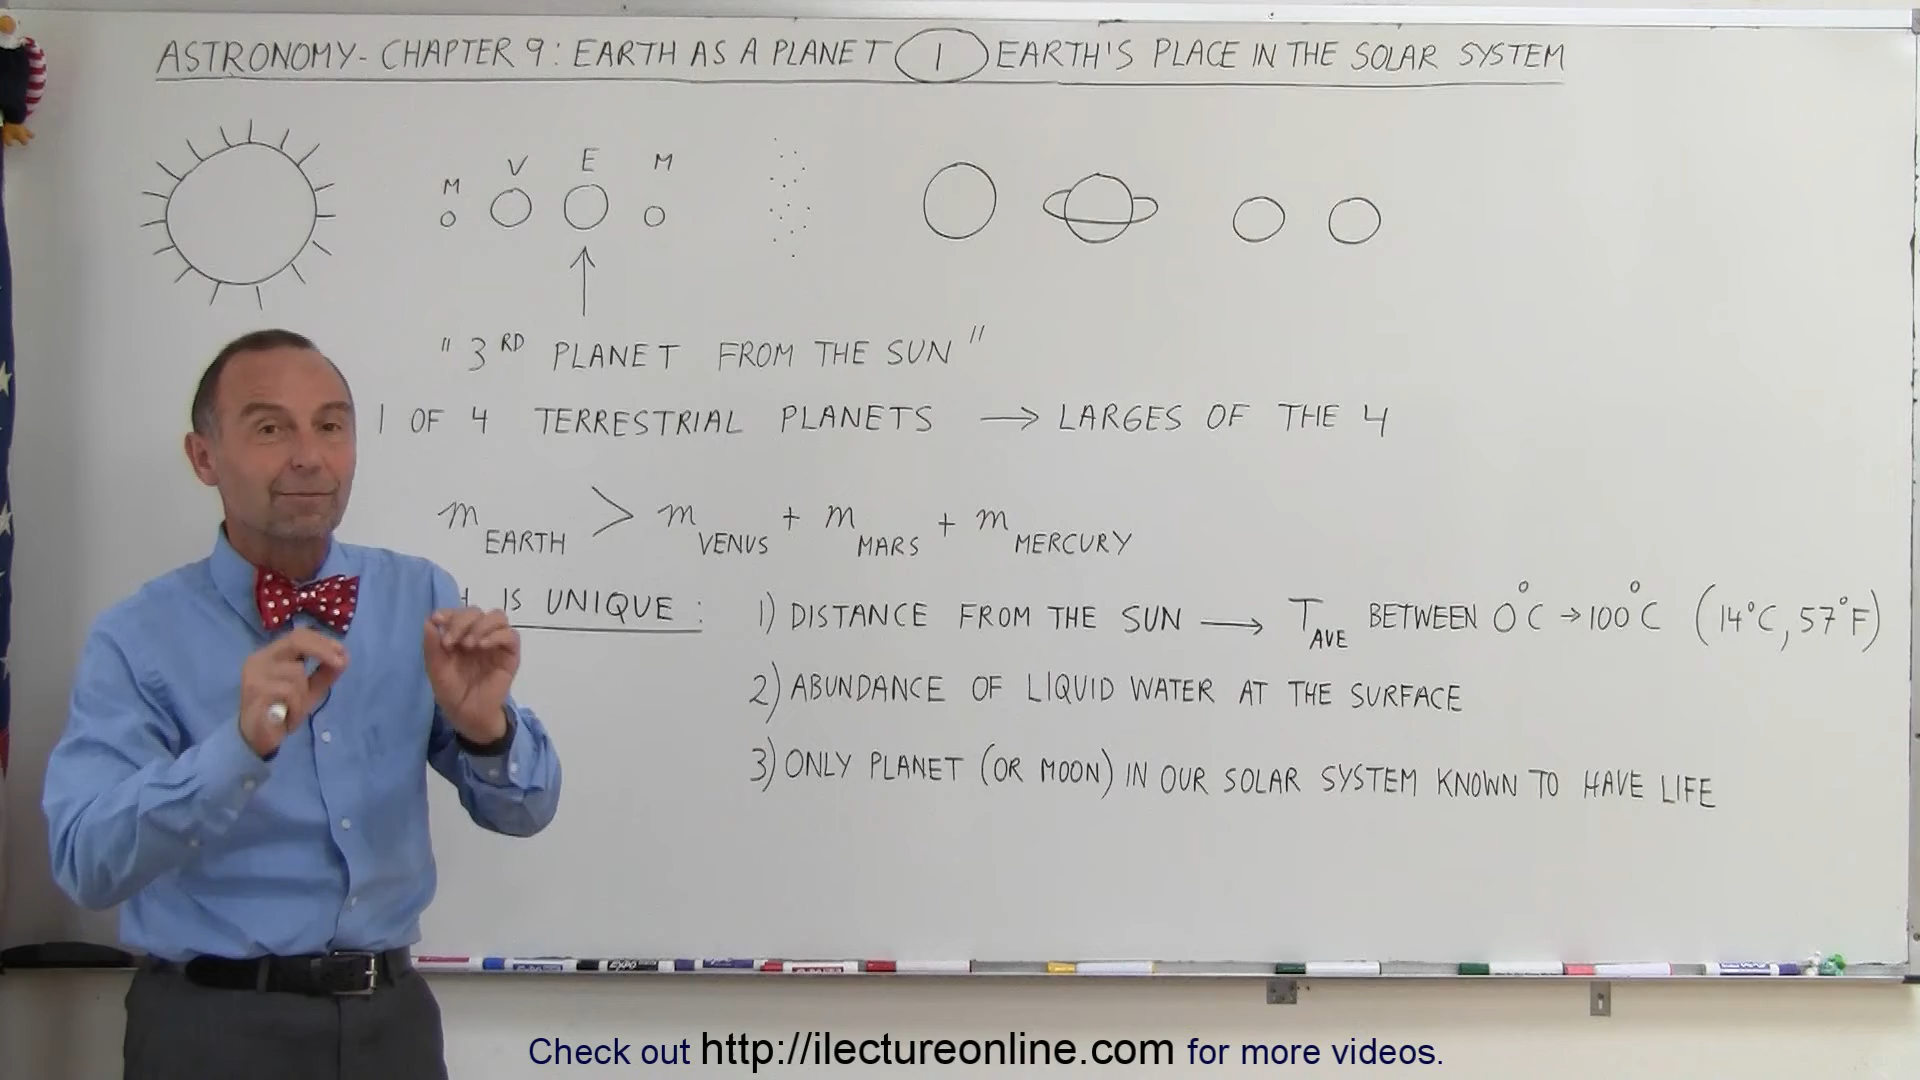 ASTRONOMY - CHAPTER 9: EARTH AS A PLANET 1 EARTH'S PLACE IN THE SOLAR SYSTEM
M V E M
"3RD PLANET FROM THE SUN"
1 OF 4 TERRESTRIAL PLANETS → LARGES OF THE 4
m EARTH > m VENUS + m MARS + m MERCURY
IS UNIQUE: 1) DISTANCE FROM THE SUN → T AVE BETWEEN 0°C → 100°C (14°C, 57°F)
2) ABUNDANCE OF LIQUID WATER AT THE SURFACE
3) ONLY PLANET (OR MOON) IN OUR SOLAR SYSTEM KNOWN TO HAVE LIFE
Check out http://ilectureonline.com for more videos.